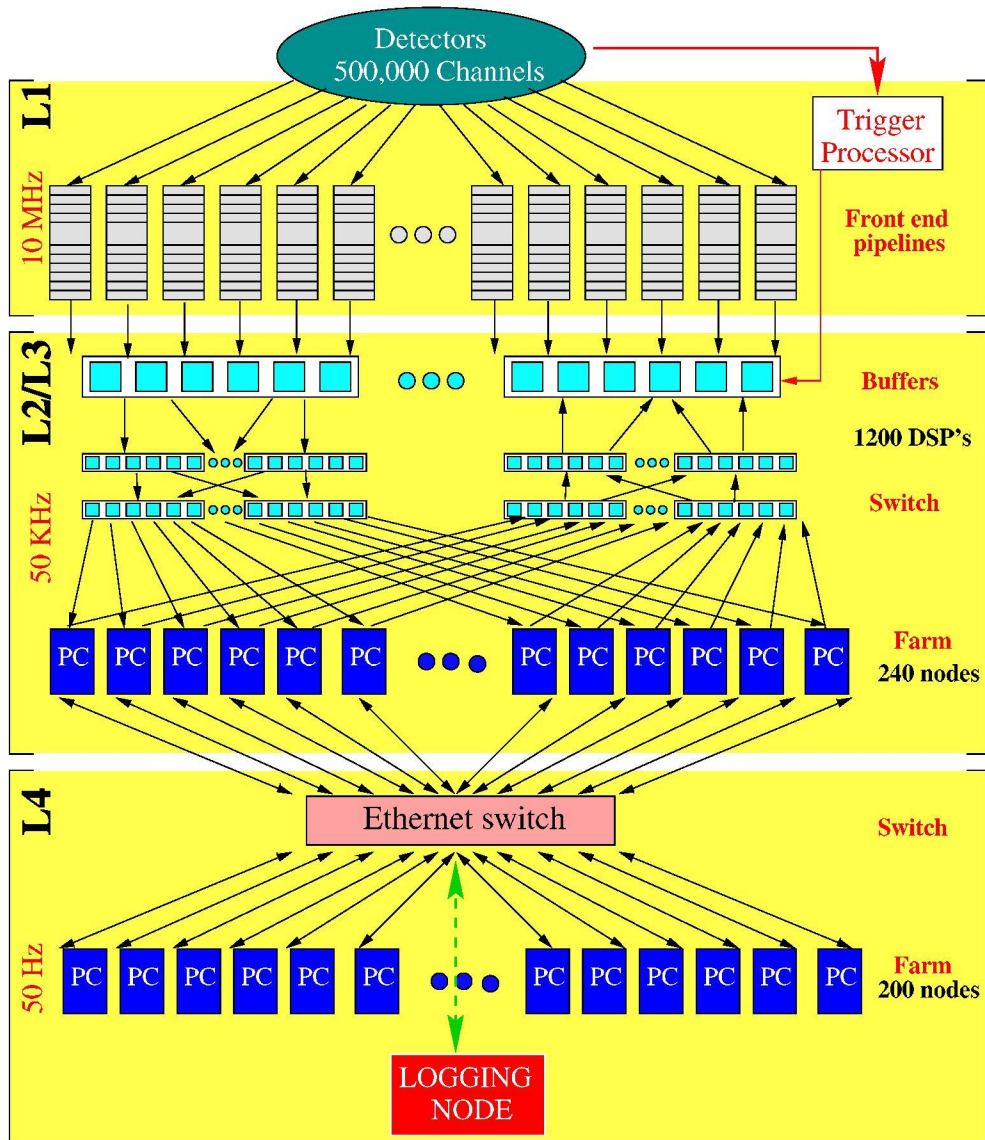 Detectors
500,000 Channels
L1
Trigger
Processor
10 MHz
Front end
pipelines
L2/L3
Buffers
1200 DSP's
50 KHz
Switch
PC PC PC PC PC PC PC PC PC PC PC PC
Farm
240 nodes
L4
Ethernet switch
Switch
50 Hz
PC PC PC PC PC PC PC PC PC PC PC PC
Farm
200 nodes
LOGGING
NODE